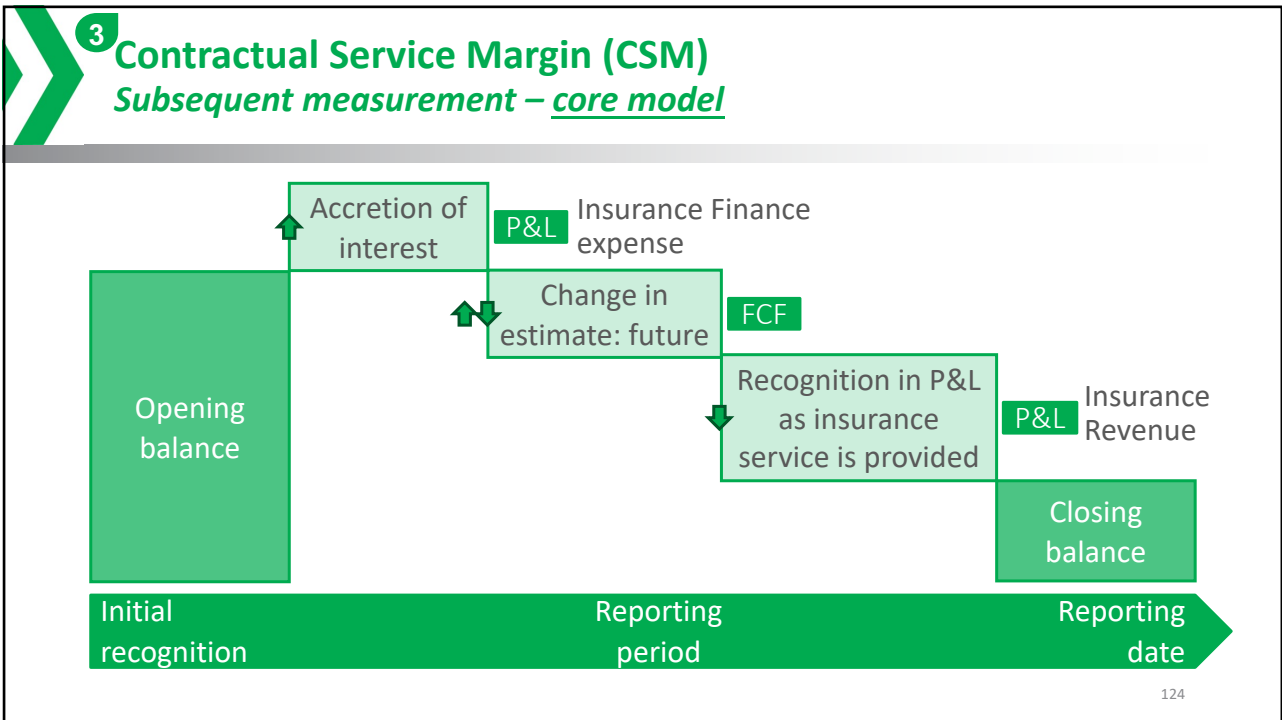 3
Contractual Service Margin (CSM)
Subsequent measurement – core model
Accretion of
interest
P&L
Insurance Finance
expense
Change in
estimate: future
FCF
Recognition in P&L
as insurance
service is provided
P&L
Insurance
Revenue
Opening
balance
Closing
balance
Initial
recognition
Reporting
period
Reporting
date
124